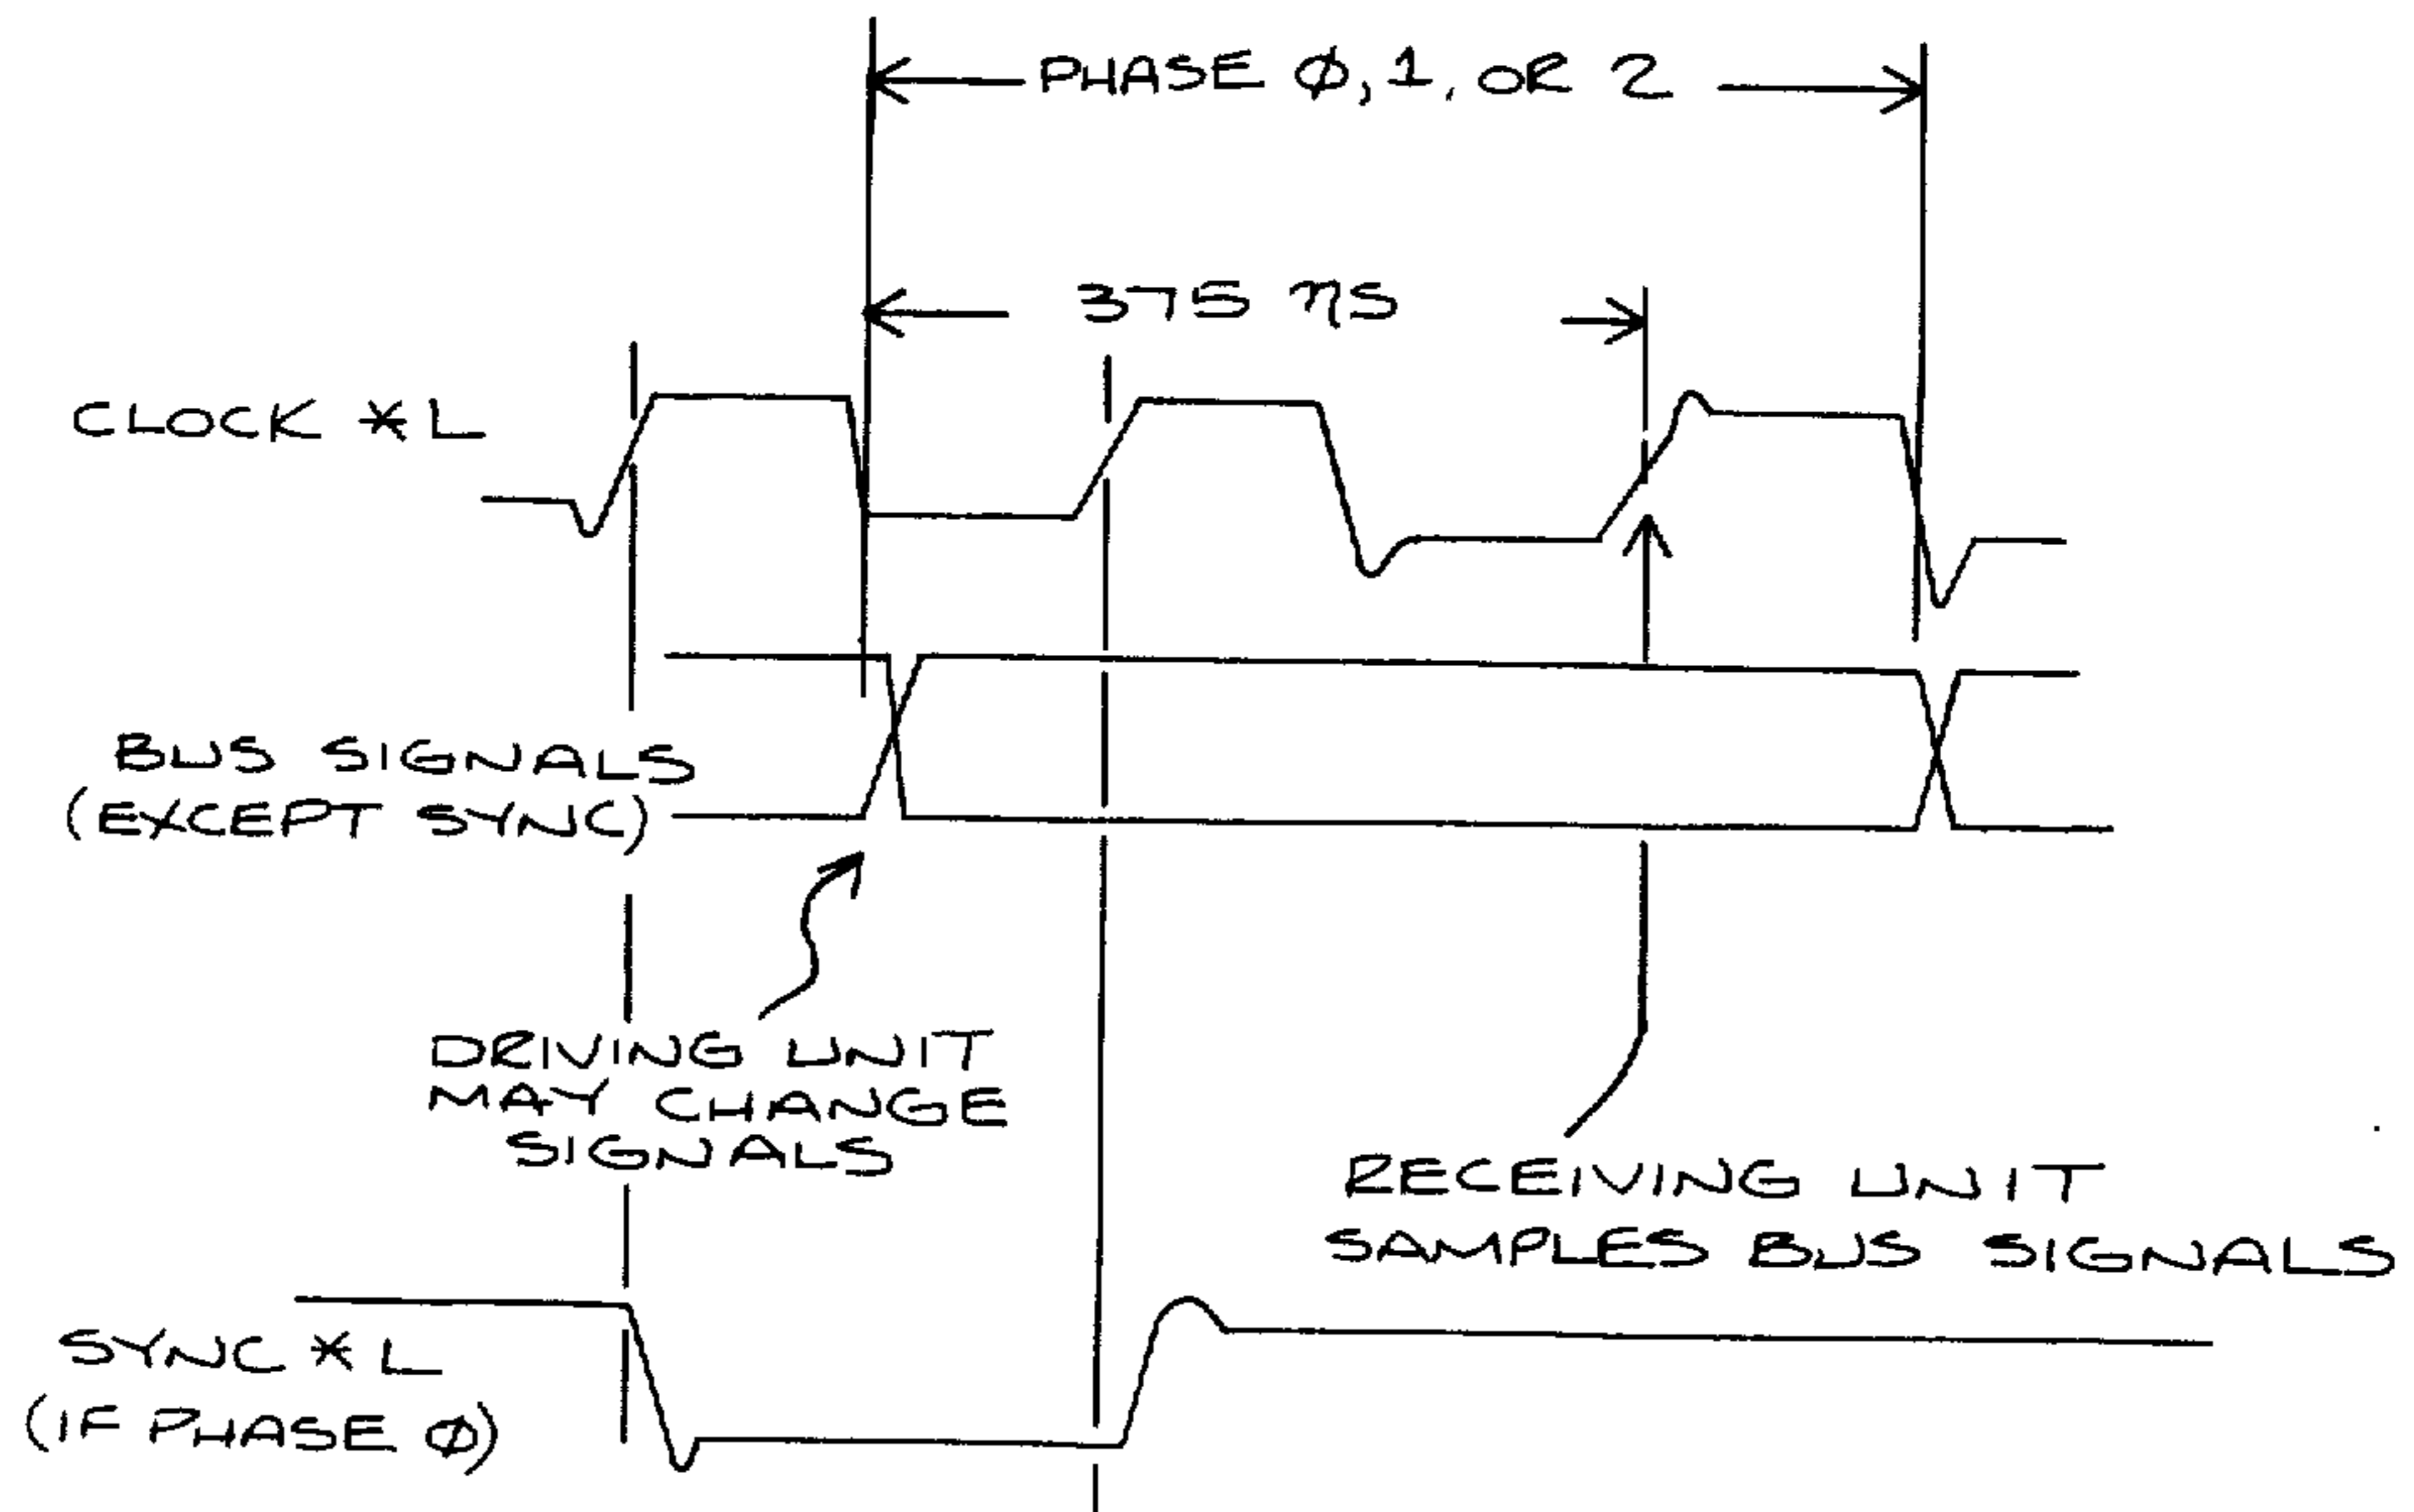 PHASE Ø, 1, OR 2
375 ηS
CLOCK *L
BUS SIGNALS
(EXCEPT SYNC)
DRIVING UNIT
MAY CHANGE
SIGNALS
RECEIVING UNIT
SAMPLES BUS SIGNALS
SYNC *L
(IF PHASE Ø)